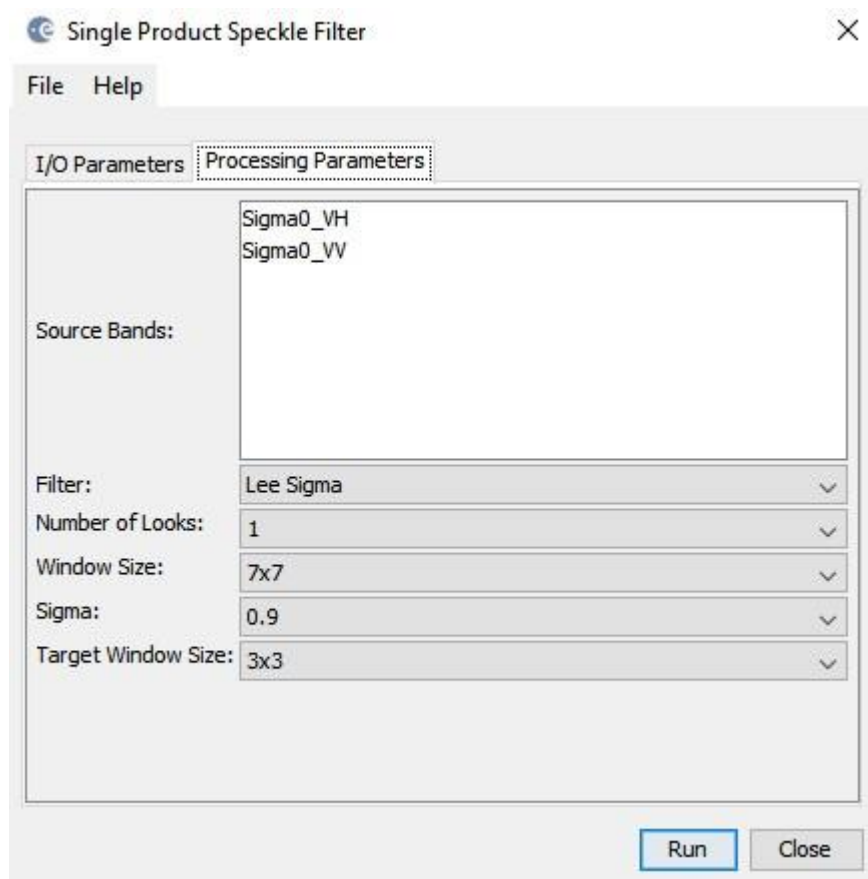 Single Product Speckle Filter
File Help
I/O Parameters Processing Parameters
Source Bands:
Sigma0_VH
Sigma0_VV
Filter: Lee Sigma
Number of Looks: 1
Window Size: 7x7
Sigma: 0.9
Target Window Size: 3x3
Run Close